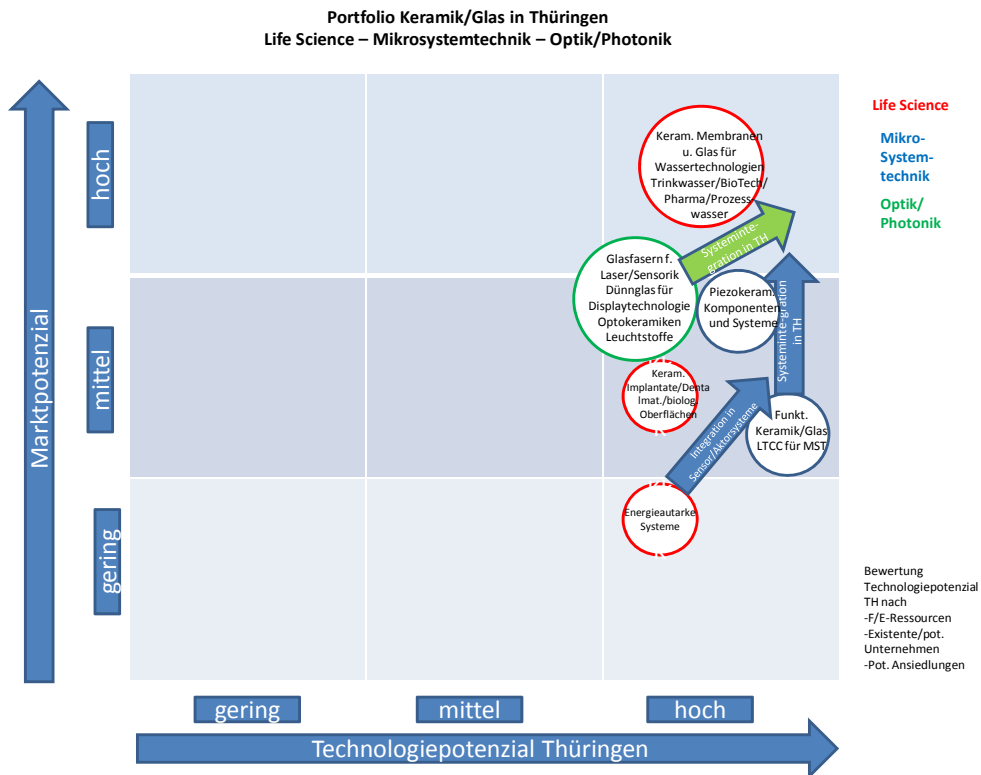 Portfolio Keramik/Glas in Thüringen
Life Science – Mikrosystemtechnik – Optik/Photonik
Marktpotenzial
hoch
mittel
gering
Keram. Membranen
u. Glas für
Wassertechnologien
Trinkwasser/BioTech/
Pharma/Prozess
wasser
Systeminte-
gration in TH
Glasfasern f.
Laser/Sensorik
Dünnglas für
Displaytechnologie
Optokeramiken
Leuchtstoffe
Piezokeram.
Komponenten
und Systeme
Systeminte-gration
in TH
Keram.
Implantate/Denta
lmat./biolog.
Oberflächen
Integration in
Sensor/Aktorsysteme
Funkt.
Keramik/Glas
LTCC für MST
Energieautarke
Systeme
Life Science
Mikro-
System-
technik
Optik/
Photonik
Bewertung
Technologiepotenzial
TH nach
-F/E-Ressourcen
-Existente/pot.
Unternehmen
-Pot. Ansiedlungen
gering
mittel
hoch
Technologiepotenzial Thüringen